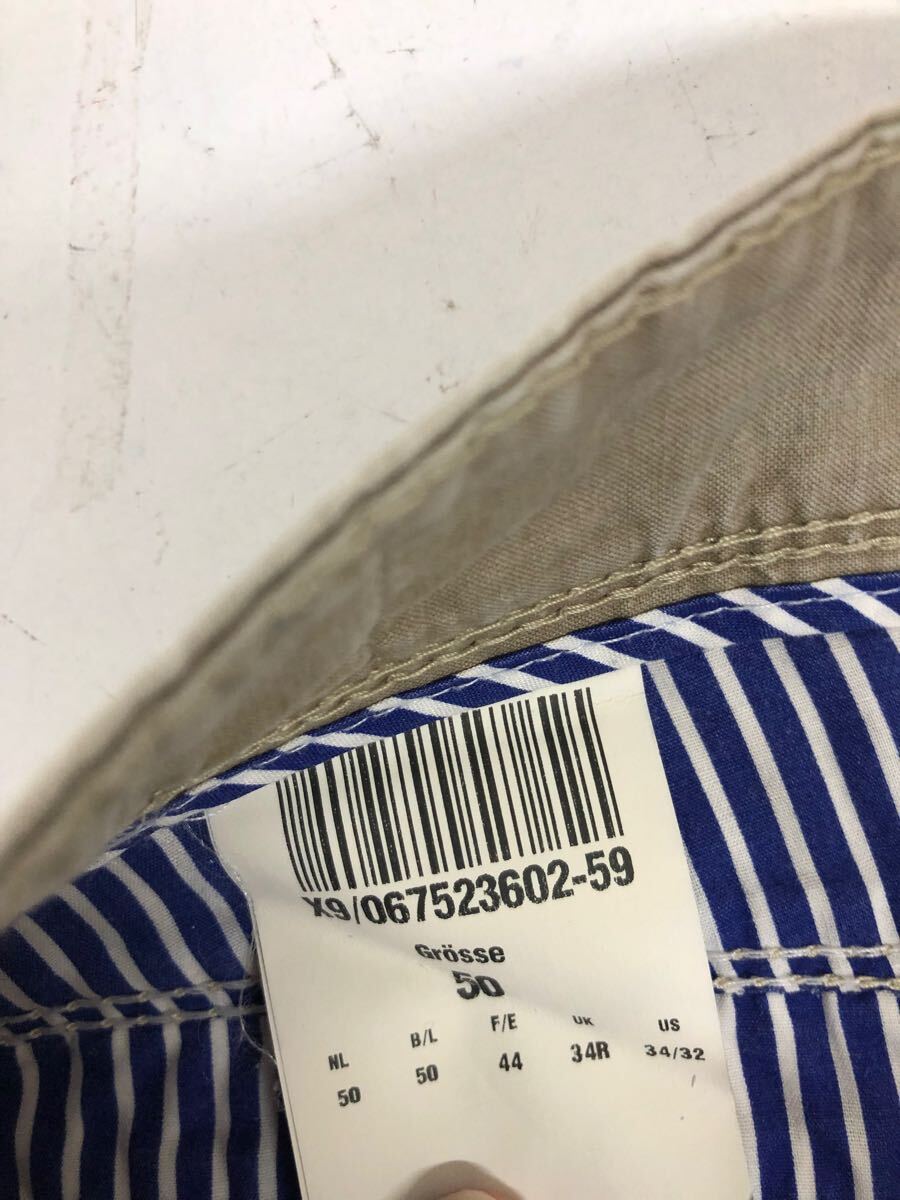 X9/067523602-59
Grösse
50
NL B/L F/E UK US
50 50 44 34R 34/32